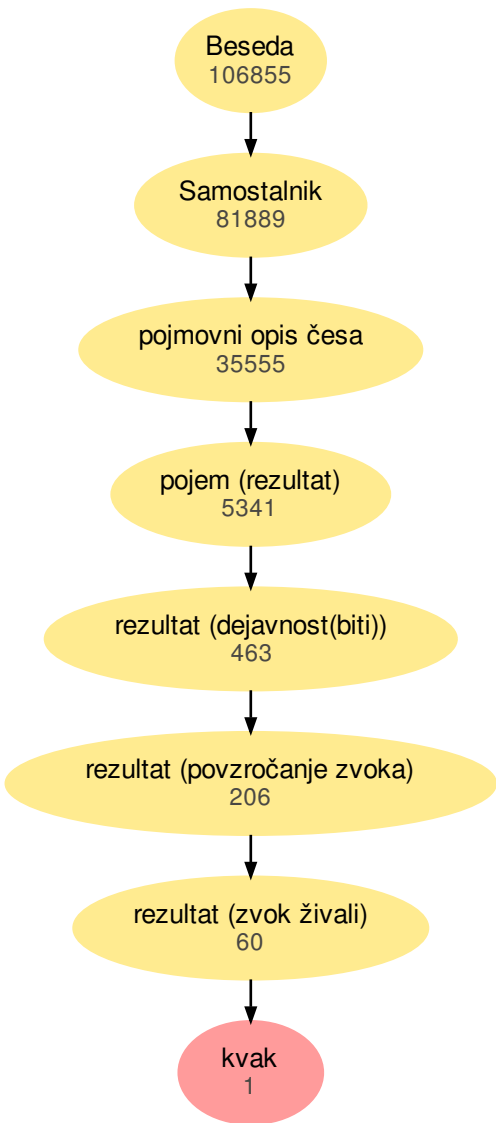 Beseda
106855
Samostalnik
81889
pojmovni opis česa
35555
pojem (rezultat)
5341
rezultat (dejavnost(biti))
463
rezultat (povzročanje zvoka)
206
rezultat (zvok živali)
60
kvak
1